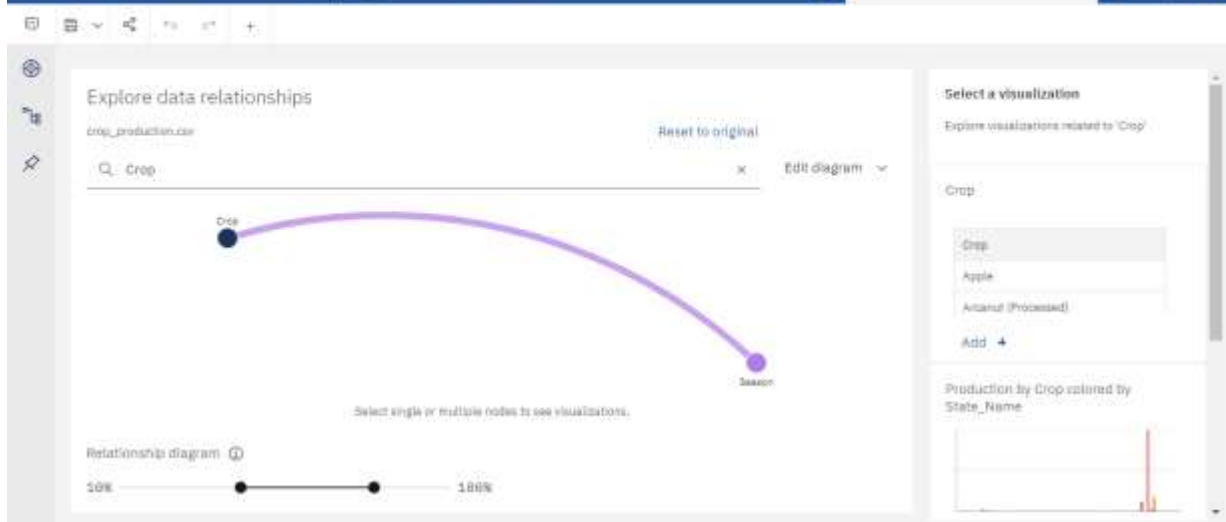 Explore data relationships
crop_production.csv
Reset to original
Crop
Edit diagram
Crop
Season
Select single or multiple nodes to see visualizations.
Relationship diagram
10%
100%
Select a visualization
Explore visualizations related to 'Crop'
Crop
Crop
Apple
Arcanut (Processed)
Add +
Production by Crop colored by
State_Name